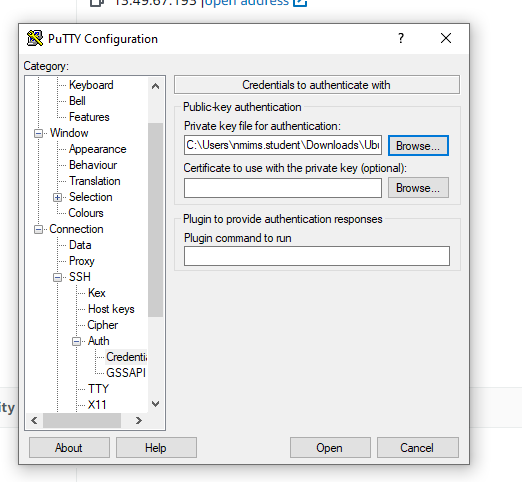 13.49.67.193 |open address
PuTTY Configuration
?
Category:
Keyboard
Bell
Features
Window
Appearance
Behaviour
Translation
Selection
Colours
Connection
Data
Proxy
SSH
Kex
Host keys
Cipher
Auth
Credenti
GSSAPI
TTY
X11
Credentials to authenticate with
Public-key authentication
Private key file for authentication:
C:\Users\nmims.student\Downloads\Ubu
Browse...
Certificate to use with the private key (optional):
Browse...
Plugin to provide authentication responses
Plugin command to run
About
Help
Open
Cancel
ity